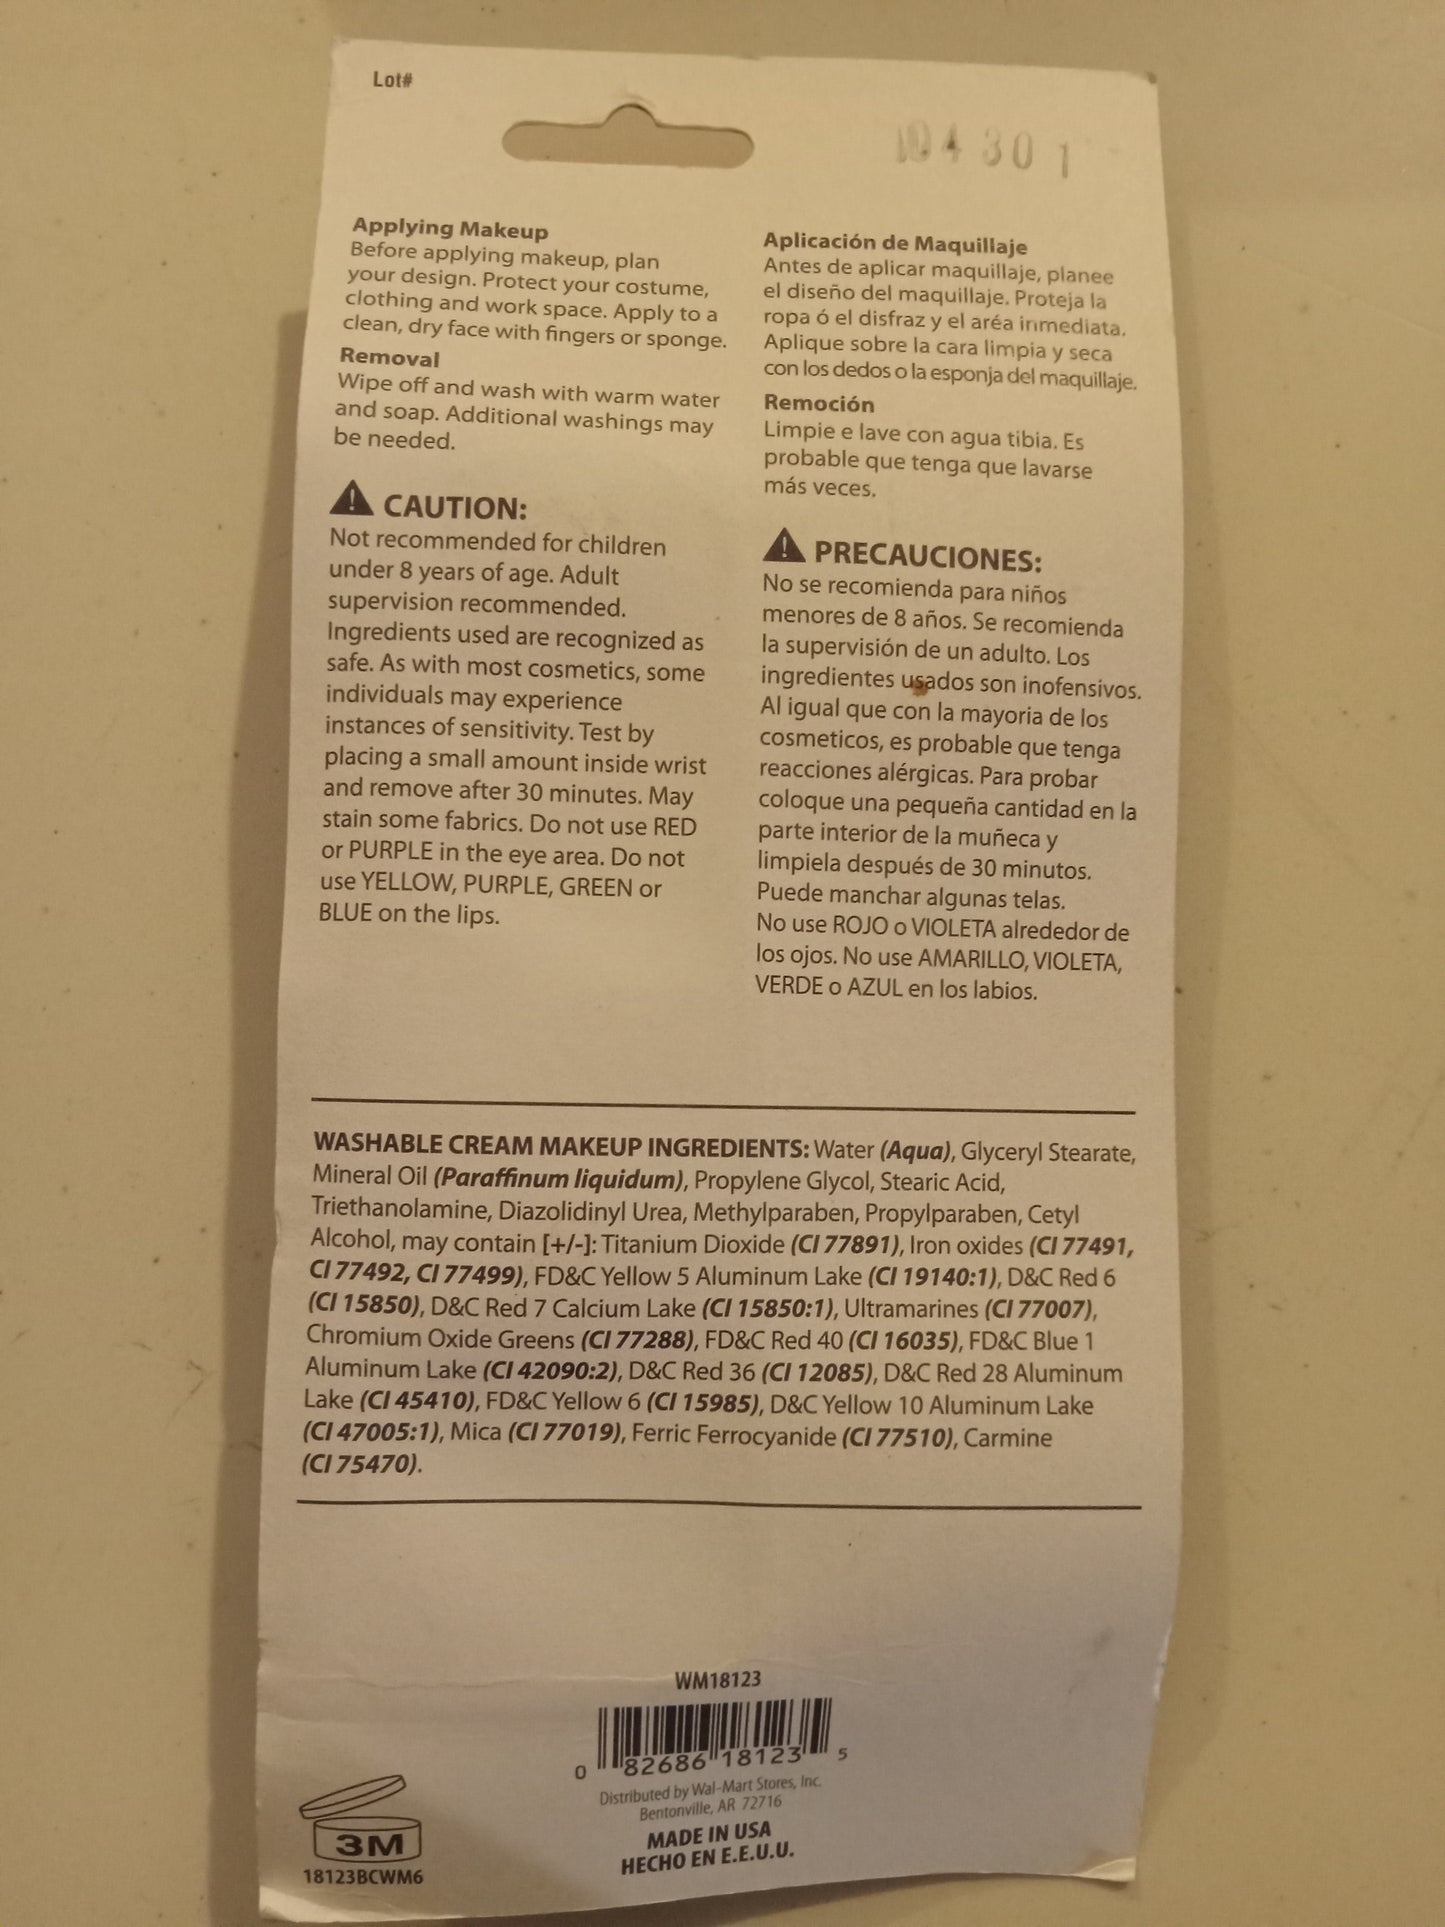 Lot#
Applying Makeup
Before applying makeup, plan
your design. Protect your costume,
clothing and work space. Apply to a
clean, dry face with fingers or sponge.
Removal
Wipe off and wash with warm water
and soap. Additional washings may
be needed.
CAUTION:
Not recommended for children
under 8 years of age. Adult
supervision recommended.
Ingredients used are recognized as
safe. As with most cosmetics, some
individuals may experience
instances of sensitivity. Test by
placing a small amount inside wrist
and remove after 30 minutes. May
stain some fabrics. Do not use RED
or PURPLE in the eye area. Do not
use YELLOW, PURPLE, GREEN or
BLUE on the lips.
Aplicación de Maquillaje
Antes de aplicar maquillaje, planee
el diseño del maquillaje. Proteja la
ropa ó el disfraz y el aréa inmediata.
Aplique sobre la cara limpia y seca
con los dedos o la esponja del maquillaje.
Remoción
Limpie e lave con agua tibia. Es
probable que tenga que lavarse
más veces.
PRECAUCIONES:
No se recomienda para niños
menores de 8 años. Se recomienda
la supervisión de un adulto. Los
ingredientes usados son inofensivos.
Al igual que con la mayoria de los
cosmeticos, es probable que tenga
reacciones alérgicas. Para probar
coloque una pequeña cantidad en la
parte interior de la muñeca y
limpiela después de 30 minutos.
Puede manchar algunas telas.
No use ROJO o VIOLETA alrededor de
los ojos. No use AMARILLO, VIOLETA,
VERDE o AZUL en los labios.
WASHABLE CREAM MAKEUP INGREDIENTS: Water (Aqua), Glyceryl Stearate,
Mineral Oil (Paraffinum liquidum), Propylene Glycol, Stearic Acid,
Triethanolamine, Diazolidinyl Urea, Methylparaben, Propylparaben, Cetyl
Alcohol, may contain [+/-]: Titanium Dioxide (CI 77891), Iron oxides (CI 77491,
CI 77492, CI 77499), FD&C Yellow 5 Aluminum Lake (CI 19140:1), D&C Red 6
(CI 15850), D&C Red 7 Calcium Lake (CI 15850:1), Ultramarines (CI 77007),
Chromium Oxide Greens (CI 77288), FD&C Red 40 (CI 16035), FD&C Blue 1
Aluminum Lake (CI 42090:2), D&C Red 36 (CI 12085), D&C Red 28 Aluminum
Lake (CI 45410), FD&C Yellow 6 (CI 15985), D&C Yellow 10 Aluminum Lake
(CI 47005:1), Mica (CI 77019), Ferric Ferrocyanide (CI 77510), Carmine
(CI 75470).
WM18123
0 82686 18123 5
Distributed by Wal-Mart Stores, Inc.
Bentonville, AR 72716
MADE IN USA
HECHO EN E.E.U.U.
3M
18123BCWM6